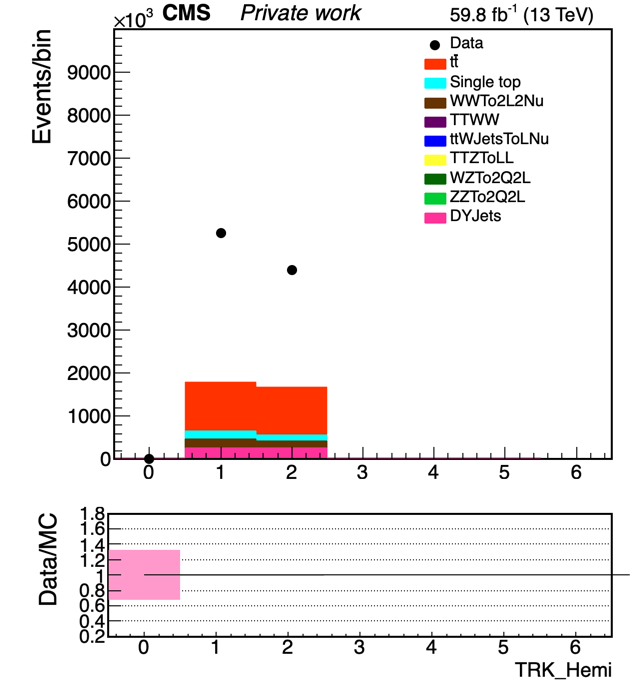 ×10³ CMS Private work 59.8 fb⁻¹ (13 TeV)
Events/bin
9000
8000
7000
6000
5000
4000
3000
2000
1000
0
Data
tt̄
Single top
WWTo2L2Nu
TTWW
ttWJetsToLNu
TTZToLL
WZTo2Q2L
ZZTo2Q2L
DYJets
0 1 2 3 4 5 6
Data/MC
1.8
1.6
1.4
1.2
1
0.8
0.6
0.4
0.2
0 1 2 3 4 5 6
TRK_Hemi